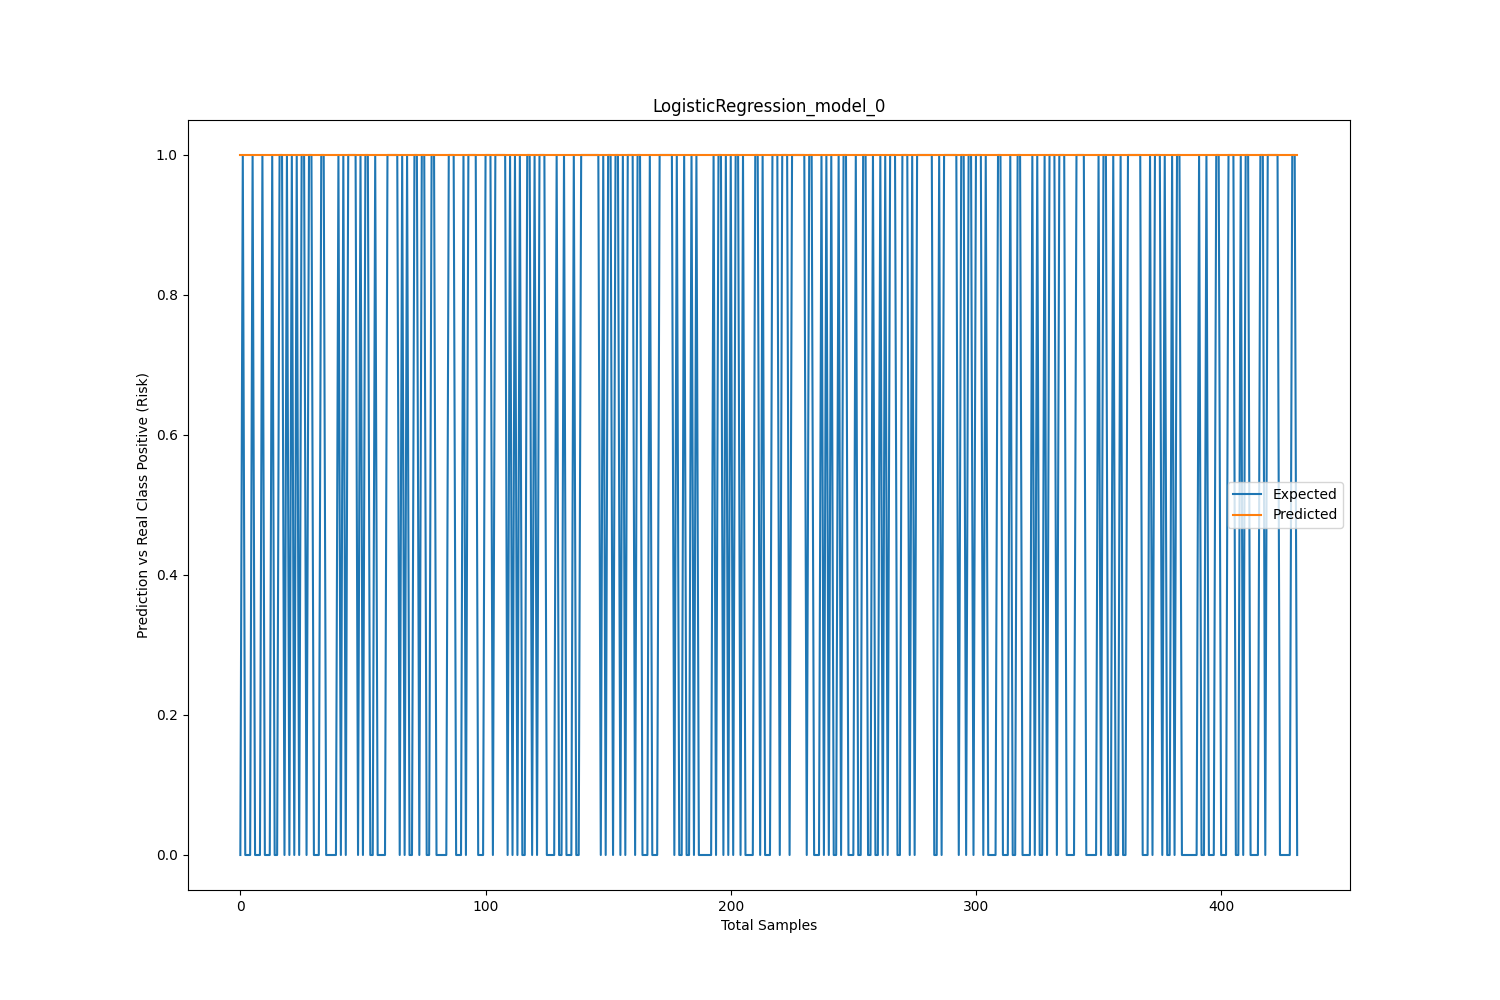 LogisticRegression_model_0
1.0
0.8
0.6
0.4
0.2
0.0
Prediction vs Real Class Positive (Risk)
Expected
Predicted
0
100
200
300
400
Total Samples